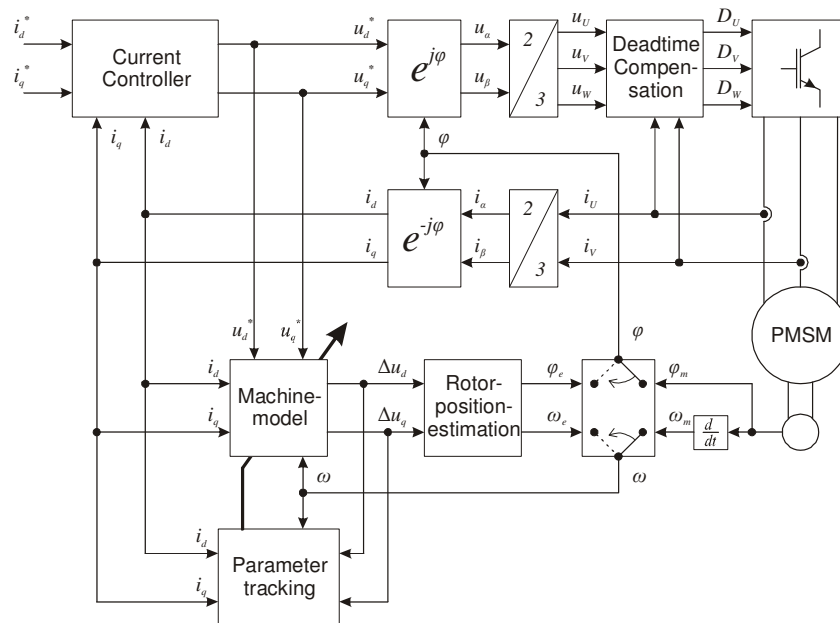 i_d^* u_d^* u_α u_U D_U
Current Controller
e^{jφ}
2
3
Deadtime Compen-sation
u_V D_V
i_q^* u_q^* u_β u_W D_W
i_q i_d φ
i_d i_α i_U
e^{-jφ}
2
3
i_q i_β i_V
u_d^* u_q^* φ
PMSM
i_d Δu_d φ_e φ_m
Machine-model
Rotor-position-estimation
i_q Δu_q ω_e ω_m
d
dt
ω ω
i_d
Parameter tracking
i_q